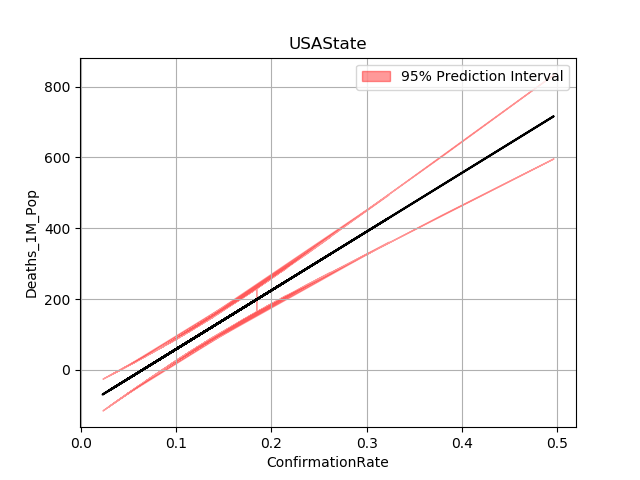 USAState
95% Prediction Interval
800
600
400
200
0
Deaths_1M_Pop
0.0 0.1 0.2 0.3 0.4 0.5
ConfirmationRate